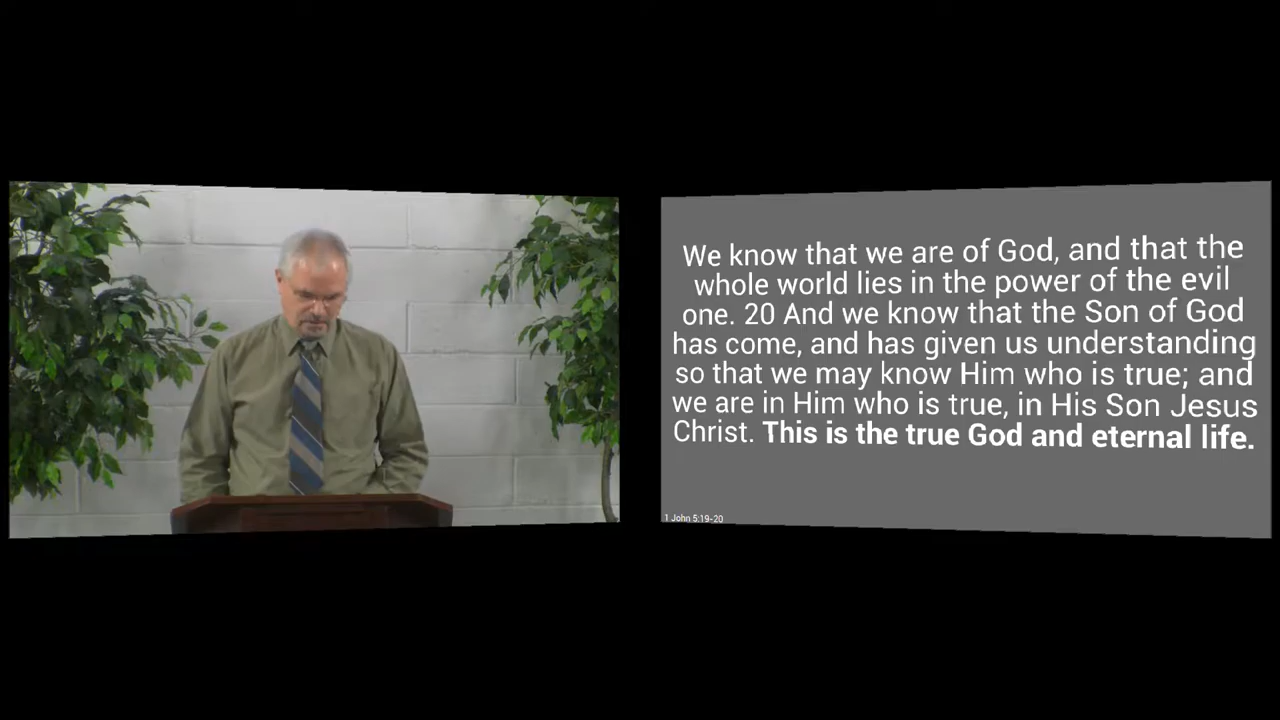 We know that we are of God, and that the
whole world lies in the power of the evil
one. 20 And we know that the Son of God
has come, and has given us understanding
so that we may know Him who is true; and
we are in Him who is true, in His Son Jesus
Christ. This is the true God and eternal life.
1 John 5:19-20